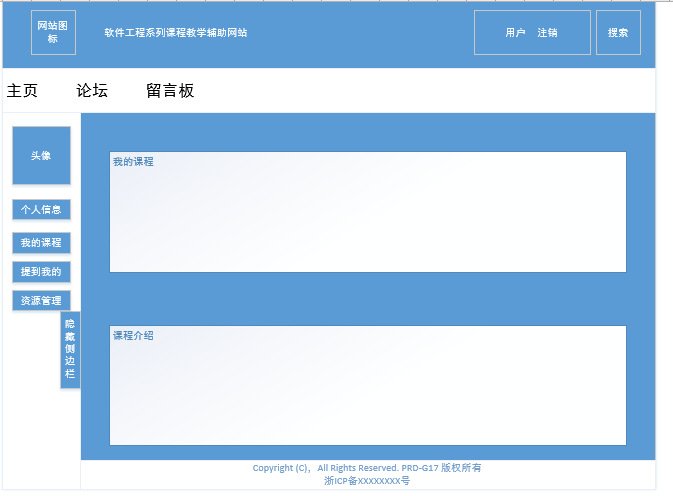 网站图
标
软件工程系列课程教学辅助网站
用户 注销
搜索
主页 论坛 留言板
头像
个人信息
我的课程
提到我的
资源管理
隐
藏
侧
边
栏
我的课程
课程介绍
Copyright (C)，All Rights Reserved. PRD-G17 版权所有
浙ICP备XXXXXXXX号